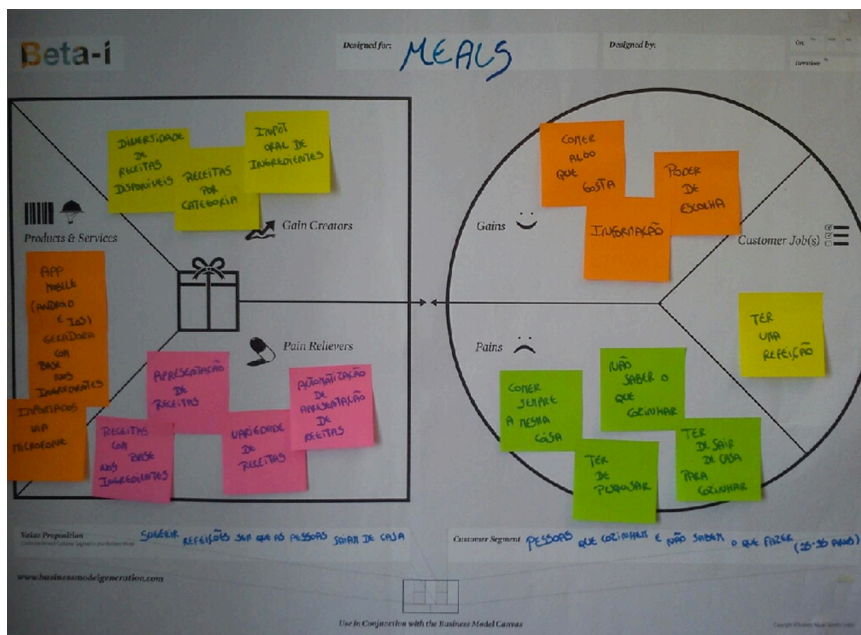 Beta-i
Designed for:
MEALS
Designed by:
On:
Iteration:
DIVERSIDADE
DE
RECEITAS
DISPONÍVEIS
RECEITAS
POR
CATEGORIA
INPUT
ORAL DE
INGREDIENTES
Gain Creators
Products & Services
APP
MOBILE
(ANDROID
E IOS)
GERADORA
COM
BASE
NOS
INGREDIENTES
IMPORTADOS
VIA
MICROFONE
Pain Relievers
APRESENTAÇÃO
DE
RECEITAS
RECEITAS
COM
BASE
NOS
INGREDIENTES
VARIEDADE
DE
RECEITAS
AUTOMATIZAÇÃO
DE
APRESENTAÇÃO
DE
RECEITAS
Gains
COMER
ALGO
QUE
GOSTA
INFORMAÇÃO
PODER
DE
ESCOLHA
Customer Job(s)
TER
UMA
REFEIÇÃO
Pains
COMER
SEMPRE
A MESMA
COISA
NÃO
SABER O
QUE
COZINHAR
TER
DE
PESQUISAR
TER
DE SAIR
DE CASA
PARA
COZINHAR
Value Proposition
SUGERIR REFEIÇÕES SEM QUE AS PESSOAS SAIAM DE CASA
Customer Segment
PESSOAS QUE COZINHAM E NÃO SABEM O QUE FAZER
www.businessmodelgeneration.com
Use in Conjunction with the Business Model Canvas